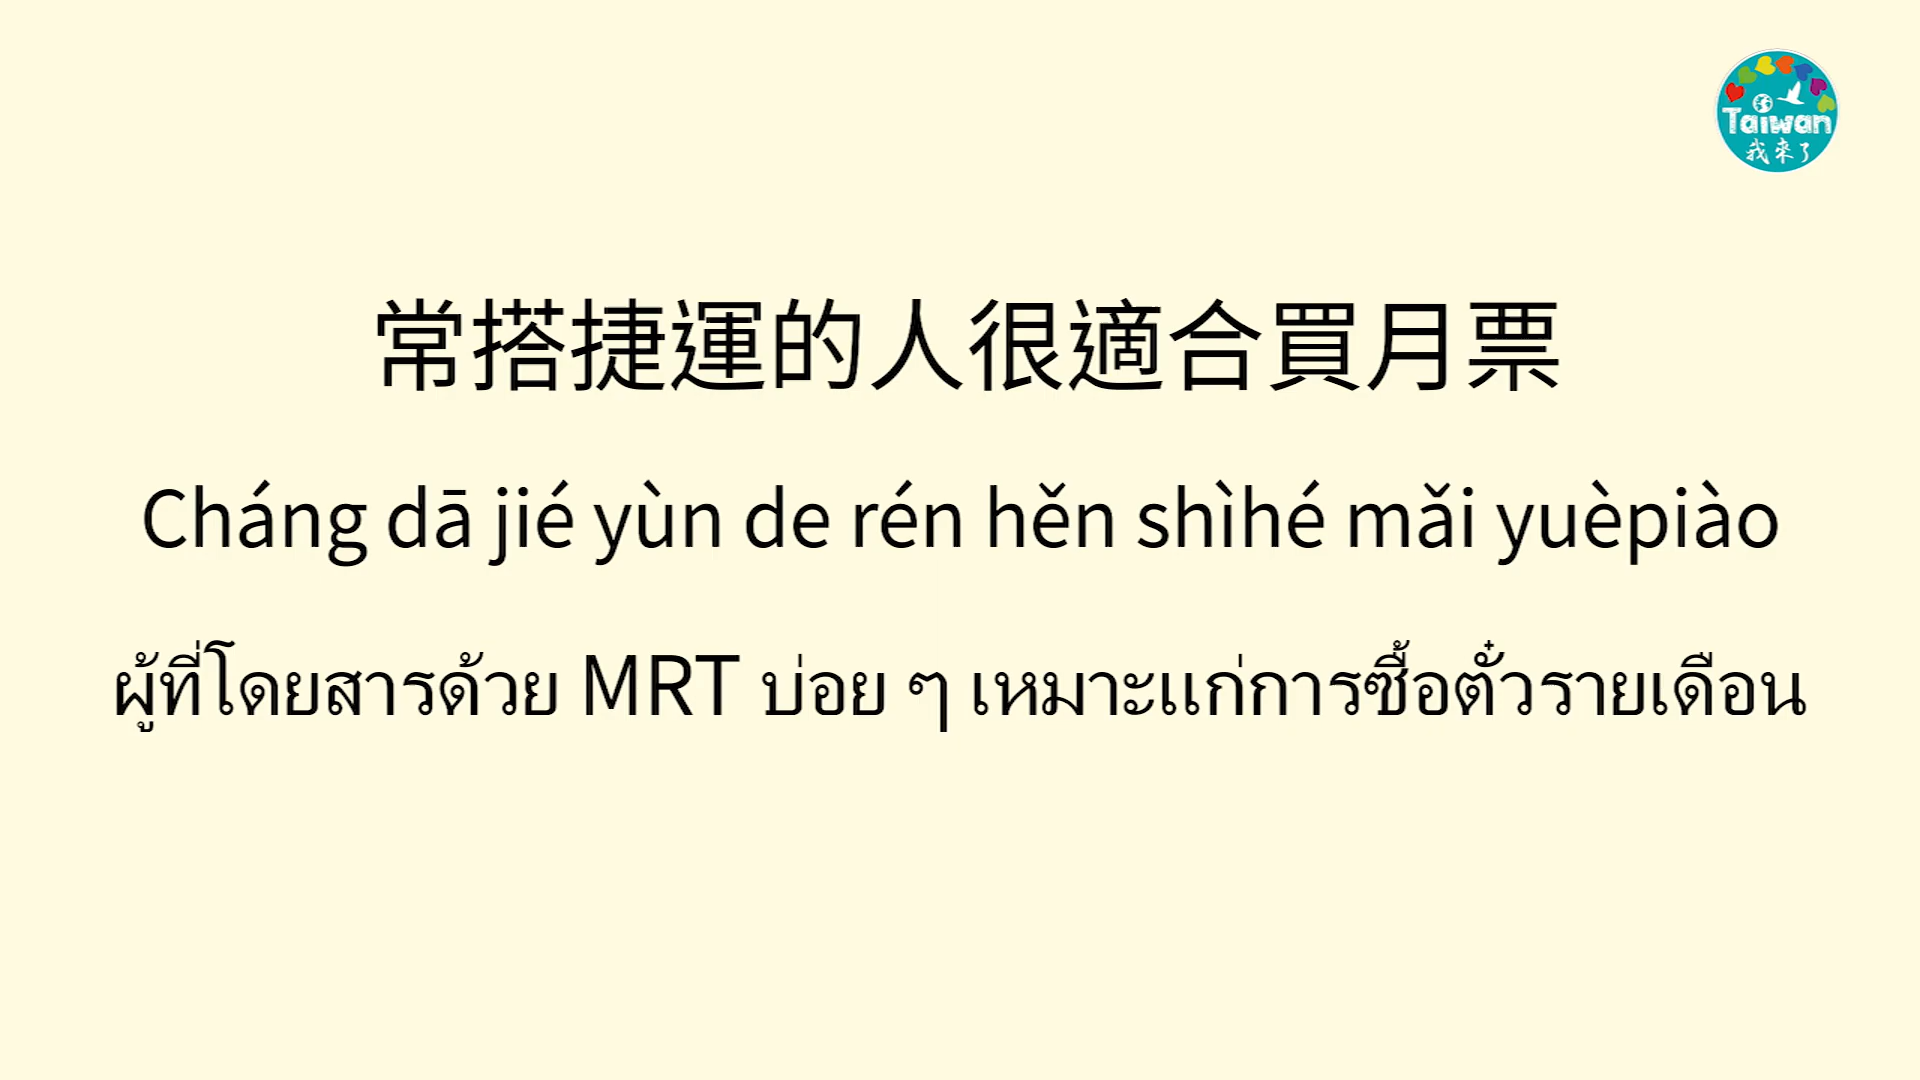 Taiwan
我來了
常搭捷運的人很適合買月票
Cháng dā jié yùn de rén hěn shìhé mǎi yuèpiào
ผู้ที่โดยสารด้วย MRT บ่อย ๆ เหมาะแก่การซื้อตั๋วรายเดือน